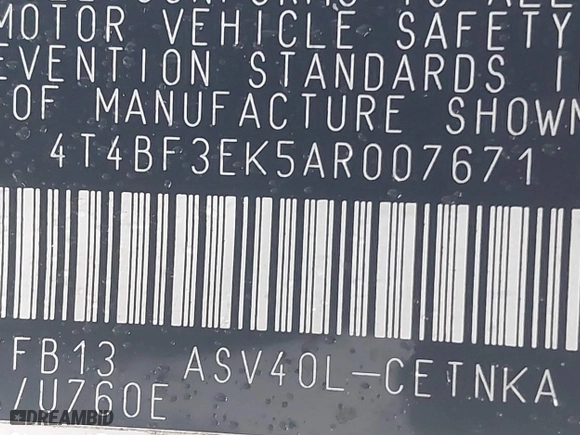 MOTOR VEHICLE SAFETY
EVENTION STANDARDS I
OF MANUFACTURE SHOWN
4T4BF3EK5AR007671
FB13 ASV40L-CETNKA
/U760E
DREAMBID